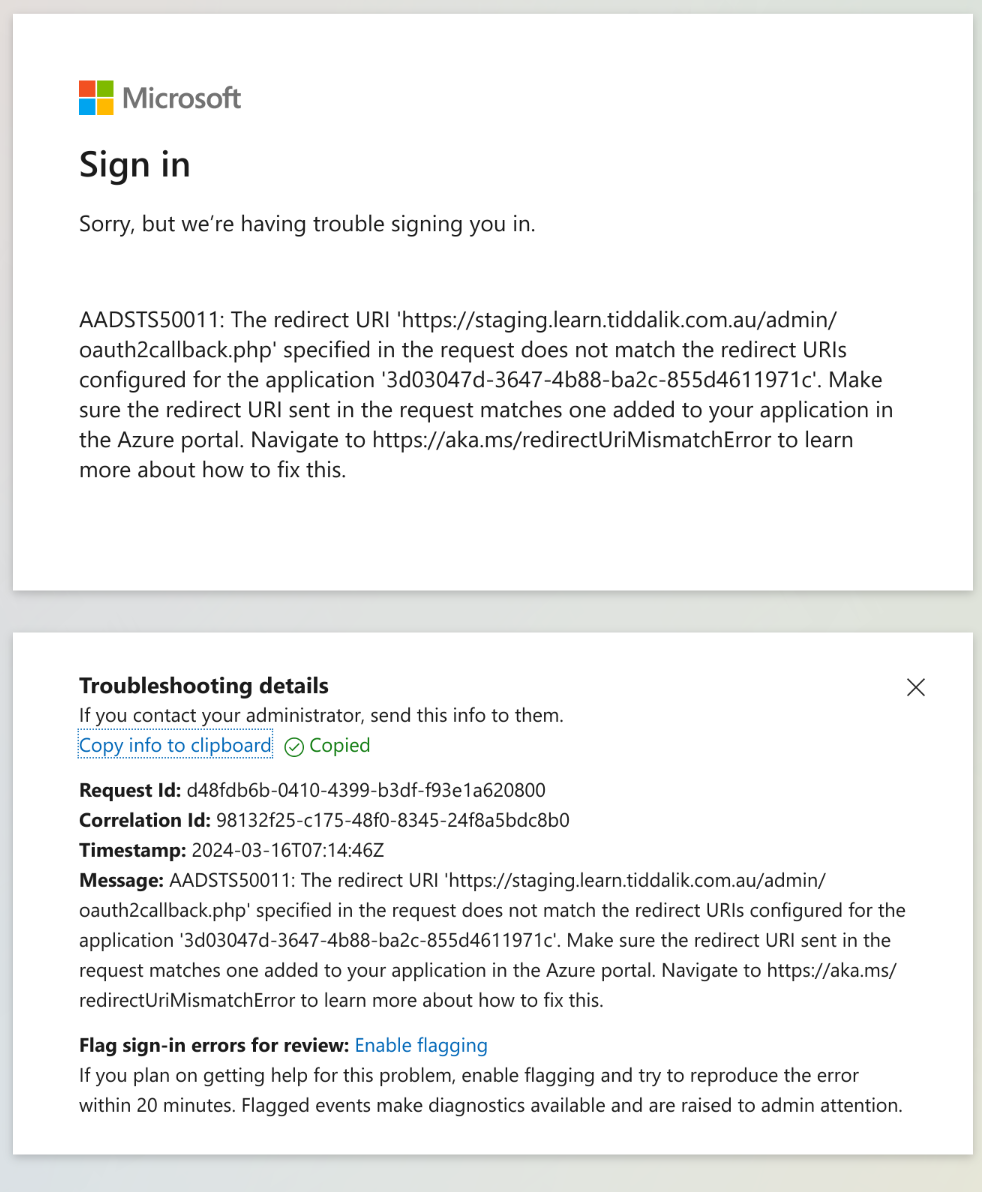 Microsoft
Sign in
Sorry, but we’re having trouble signing you in.
AADSTS50011: The redirect URI 'https://staging.learn.tiddalik.com.au/admin/
oauth2callback.php' specified in the request does not match the redirect URIs
configured for the application '3d03047d-3647-4b88-ba2c-855d4611971c'. Make
sure the redirect URI sent in the request matches one added to your application in
the Azure portal. Navigate to https://aka.ms/redirectUriMismatchError to learn
more about how to fix this.
Troubleshooting details
If you contact your administrator, send this info to them.
Copy info to clipboard Copied
Request Id: d48fdb6b-0410-4399-b3df-f93e1a620800
Correlation Id: 98132f25-c175-48f0-8345-24f8a5bdc8b0
Timestamp: 2024-03-16T07:14:46Z
Message: AADSTS50011: The redirect URI 'https://staging.learn.tiddalik.com.au/admin/
oauth2callback.php' specified in the request does not match the redirect URIs configured for the
application '3d03047d-3647-4b88-ba2c-855d4611971c'. Make sure the redirect URI sent in the
request matches one added to your application in the Azure portal. Navigate to https://aka.ms/
redirectUriMismatchError to learn more about how to fix this.
Flag sign-in errors for review: Enable flagging
If you plan on getting help for this problem, enable flagging and try to reproduce the error
within 20 minutes. Flagged events make diagnostics available and are raised to admin attention.